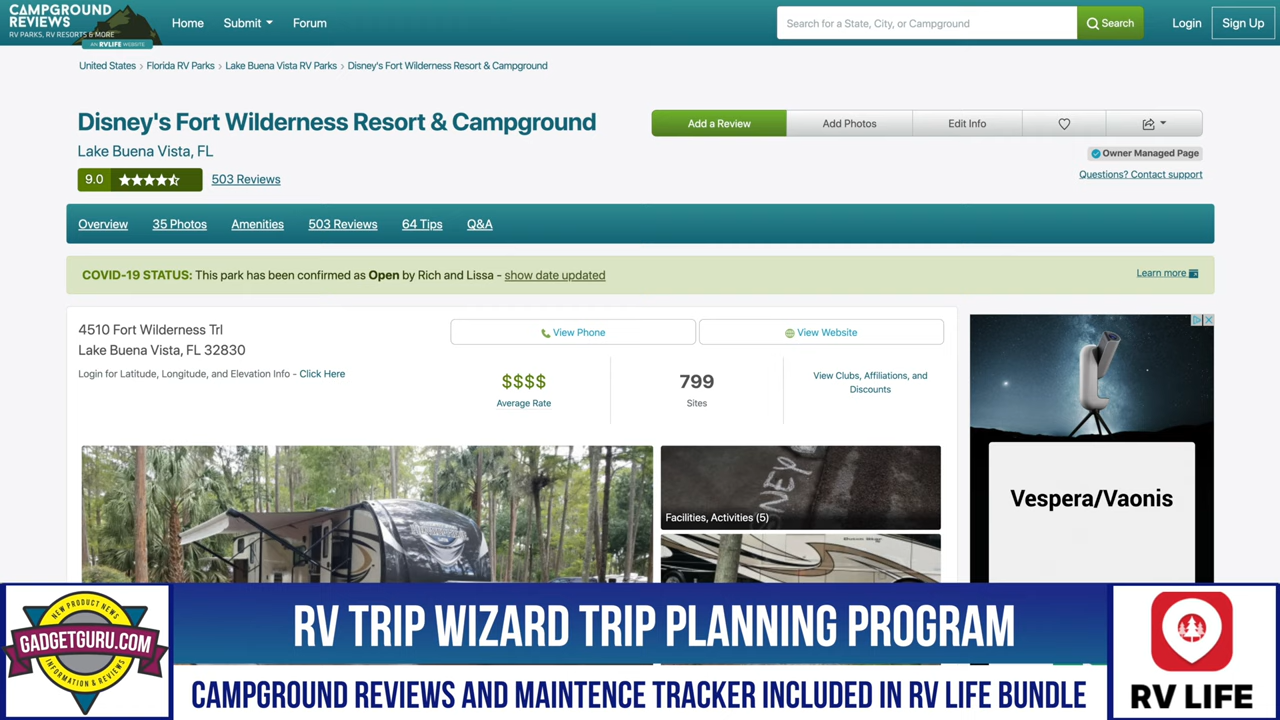 CAMPGROUND
REVIEWS
RV PARKS, RV RESORTS & MORE
AN RVLIFE WEBSITE
Home Submit Forum
Search for a State, City, or Campground
Search
Login Sign Up
United States › Florida RV Parks › Lake Buena Vista RV Parks › Disney's Fort Wilderness Resort & Campground
Disney's Fort Wilderness Resort & Campground
Add a Review Add Photos Edit Info
Lake Buena Vista, FL
Owner Managed Page
9.0 503 Reviews
Questions? Contact support
Overview 35 Photos Amenities 503 Reviews 64 Tips Q&A
COVID-19 STATUS: This park has been confirmed as Open by Rich and Lissa - show date updated
Learn more
4510 Fort Wilderness Trl
Lake Buena Vista, FL 32830
View Phone View Website
Login for Latitude, Longitude, and Elevation Info - Click Here
$$$$
Average Rate
799
Sites
View Clubs, Affiliations, and
Discounts
Facilities, Activities (5)
Vespera/Vaonis
NEW PRODUCT NEWS
GADGETGURU.COM
INFORMATION & REVIEWS
RV TRIP WIZARD TRIP PLANNING PROGRAM
CAMPGROUND REVIEWS AND MAINTENCE TRACKER INCLUDED IN RV LIFE BUNDLE
RV LIFE